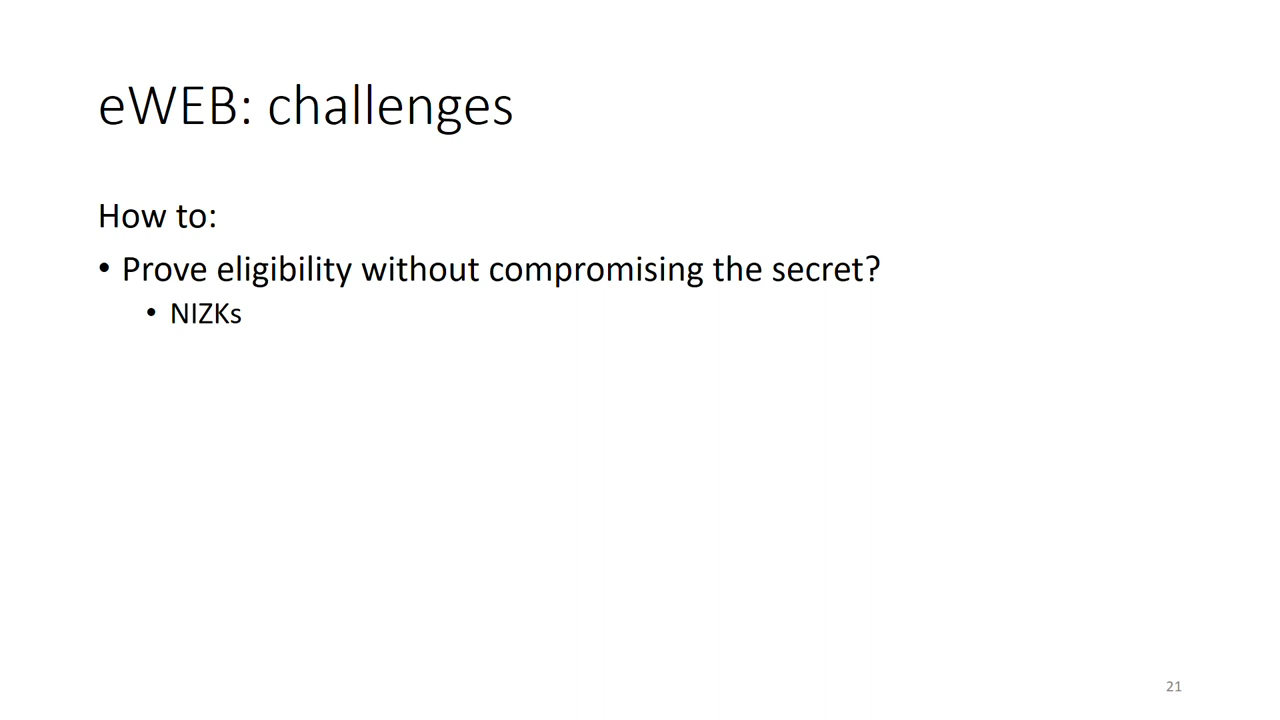 eWEB: challenges
How to:
• Prove eligibility without compromising the secret?
• NIZKs
21